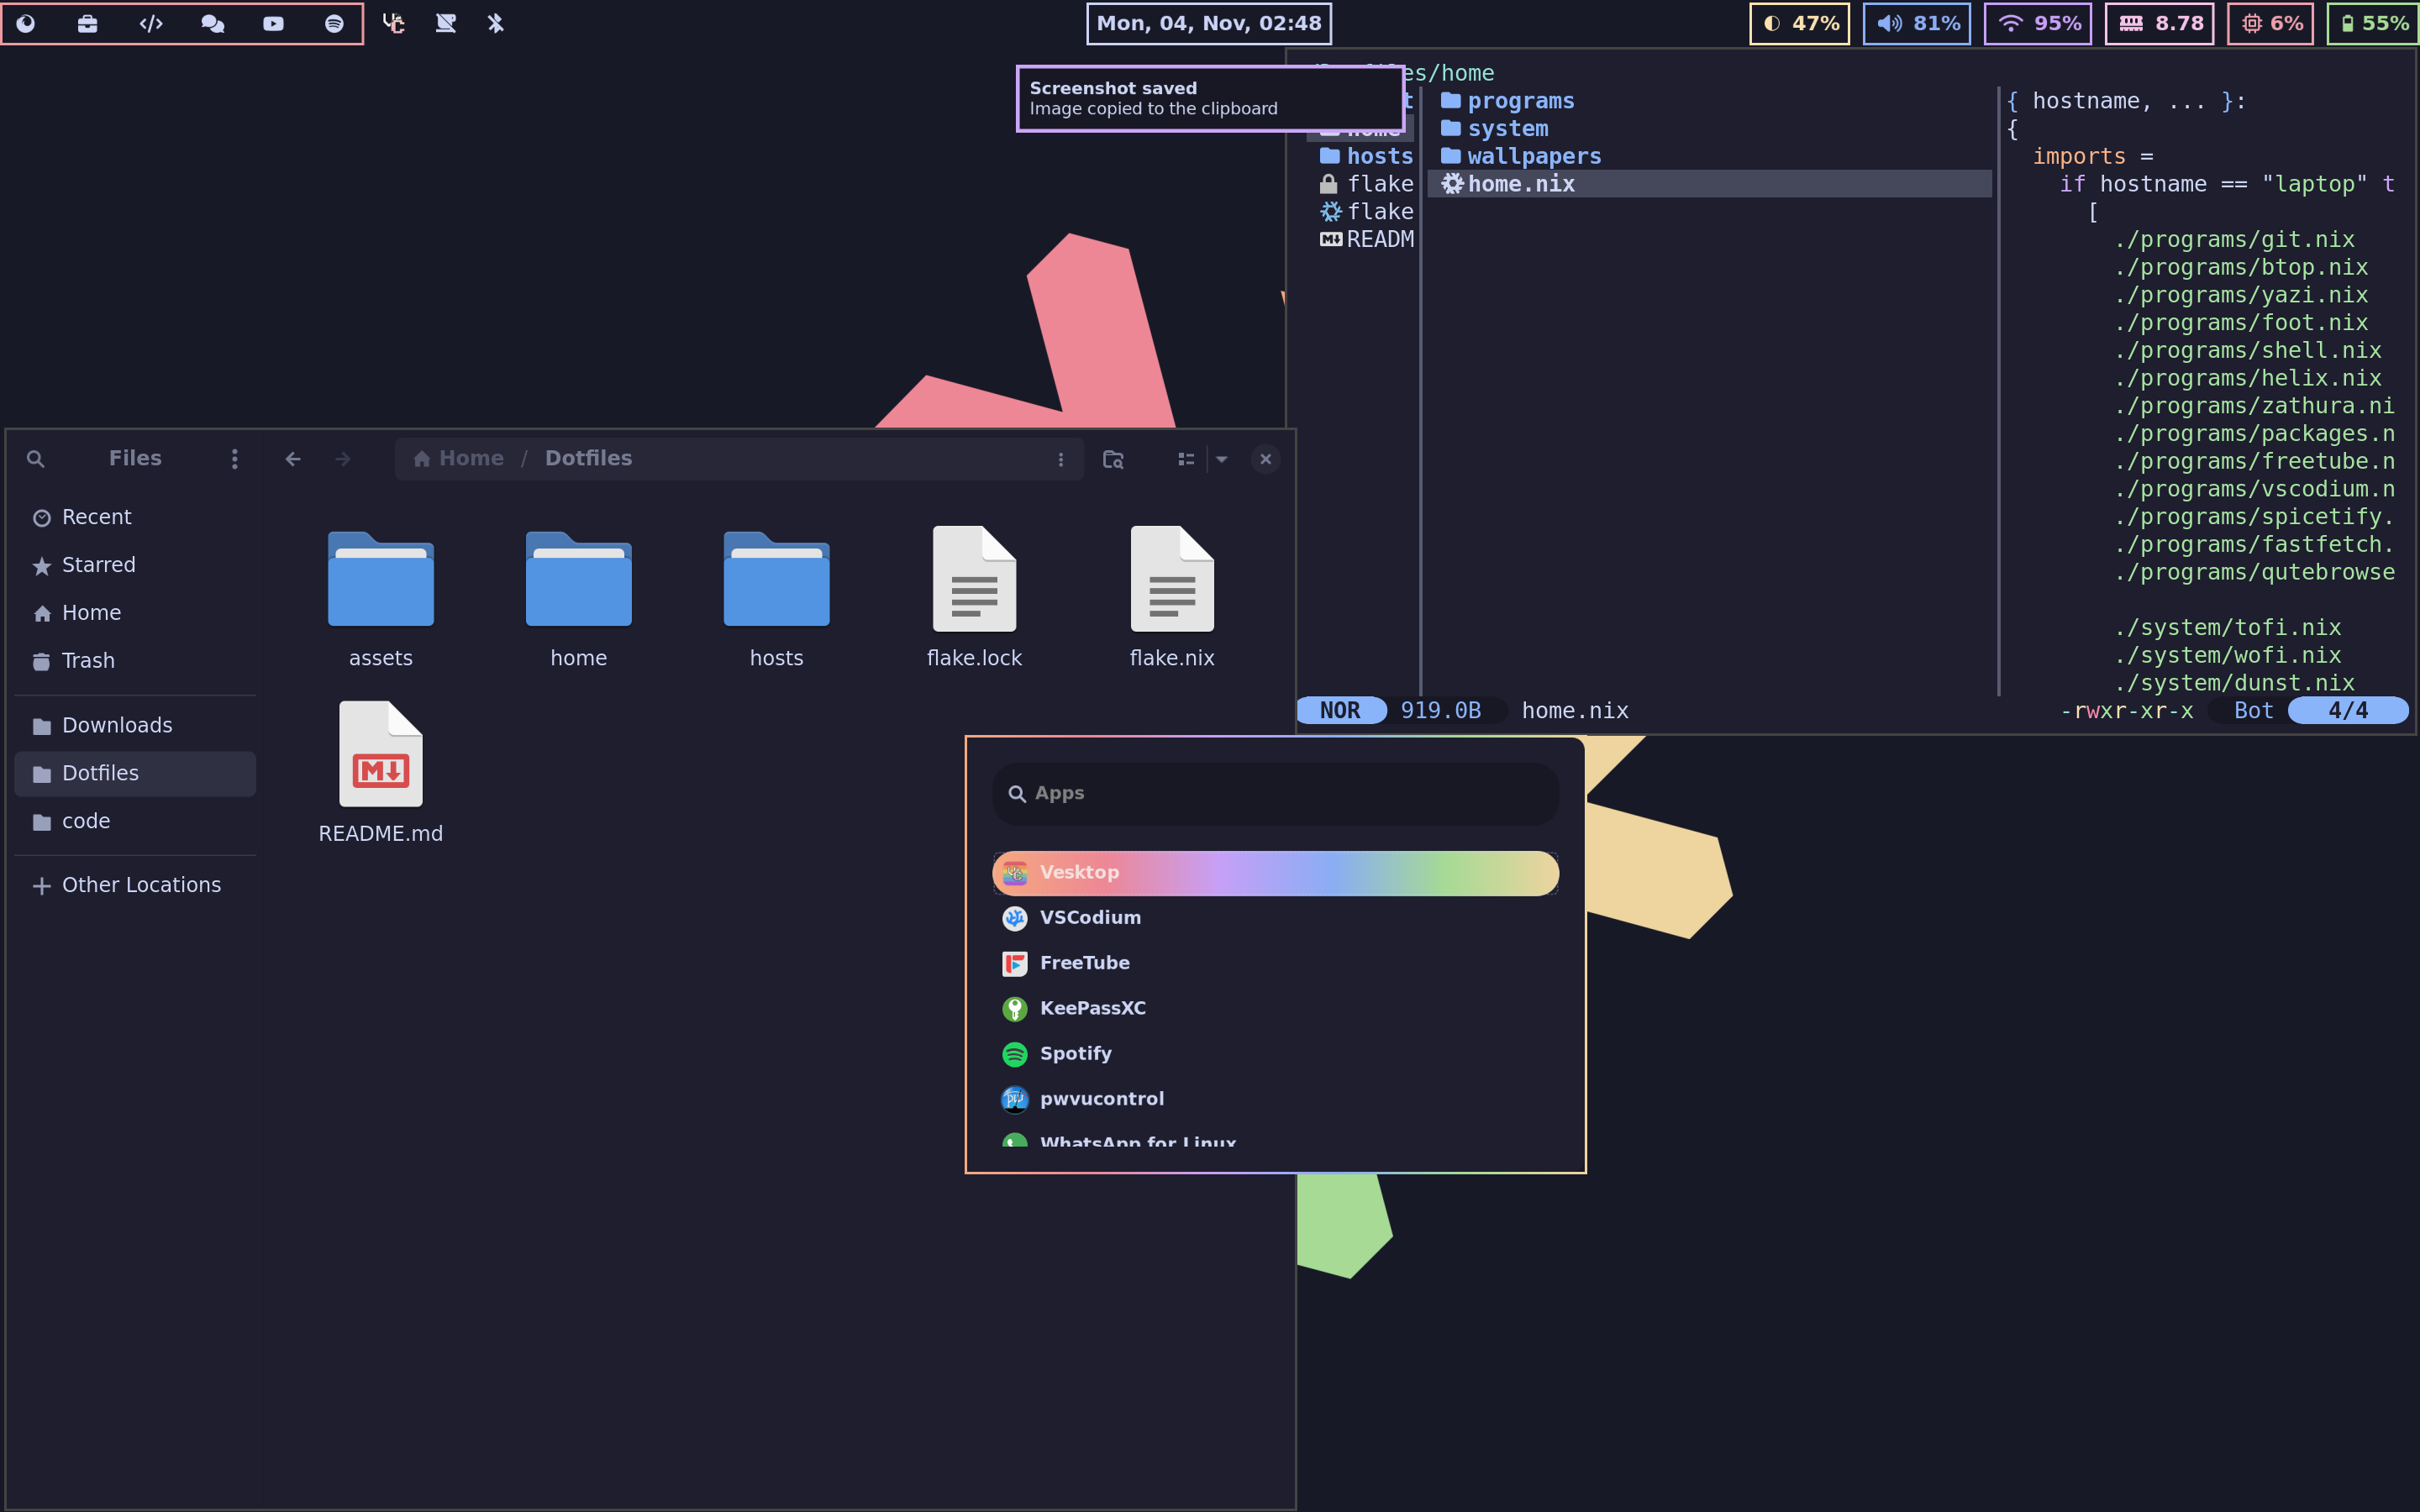 Mon, 04, Nov, 02:48
47%
81%
95%
8.78
6%
55%
Screenshot saved
Image copied to the clipboard
es/home
t
home
hosts
flake
flake
READM
programs
system
wallpapers
home.nix
{ hostname, ... }:
{
imports =
if hostname == "laptop" t
[
./programs/git.nix
./programs/btop.nix
./programs/yazi.nix
./programs/foot.nix
./programs/shell.nix
./programs/helix.nix
./programs/zathura.ni
./programs/packages.n
./programs/freetube.n
./programs/vscodium.n
./programs/spicetify.
./programs/fastfetch.
./programs/qutebrowse
./system/tofi.nix
./system/wofi.nix
./system/dunst.nix
NOR 919.0B home.nix -rwxr-xr-x Bot 4/4
Files
Home / Dotfiles
Recent
Starred
Home
Trash
Downloads
Dotfiles
code
Other Locations
assets
home
hosts
flake.lock
flake.nix
README.md
Apps
Vesktop
VSCodium
FreeTube
KeePassXC
Spotify
pwvucontrol
WhatsApp for Linux